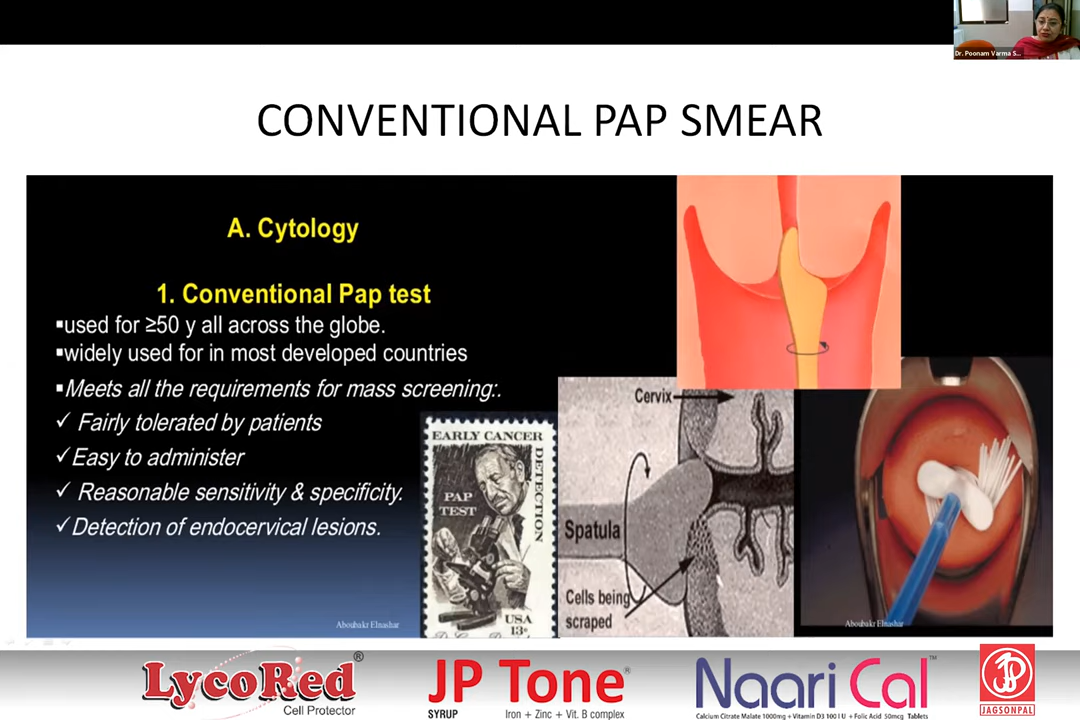 Dr. Poonam Varma S...
CONVENTIONAL PAP SMEAR
A. Cytology
1. Conventional Pap test
▪used for ≥50 y all across the globe.
▪widely used for in most developed countries
▪Meets all the requirements for mass screening:.
✓ Fairly tolerated by patients
✓Easy to administer
✓ Reasonable sensitivity & specificity.
✓Detection of endocervical lesions.
EARLY CANCER
DETECTION
PAP
TEST
USA
13c
Aboubakr Elnashar
Cervix
Spatula
Cells being
scraped
Aboubakr Elnashar
LycoRed®
Cell Protector
JP Tone®
SYRUP Iron + Zinc + Vit. B complex
Naari Cal™
Calcium Citrate Malate 1000mg + Vitamin D3 100 I U + Folic Acid 50mcg Tablets
JAGSONPAL